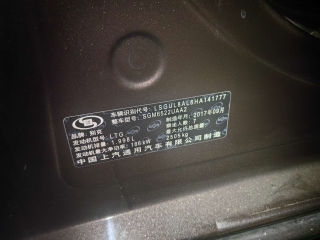 车辆识别代号: LSGUL8AL6HA141777
整车型号: SGM6522UAA2
品牌: 别克 制造年月 2017年09月
发动机型号 LTG 乘坐人数 7
发动机排量 1.998L 最大允许总质量
发动机最大净功率 186kW 2505kg
中国上汽通用汽车有限公司制造